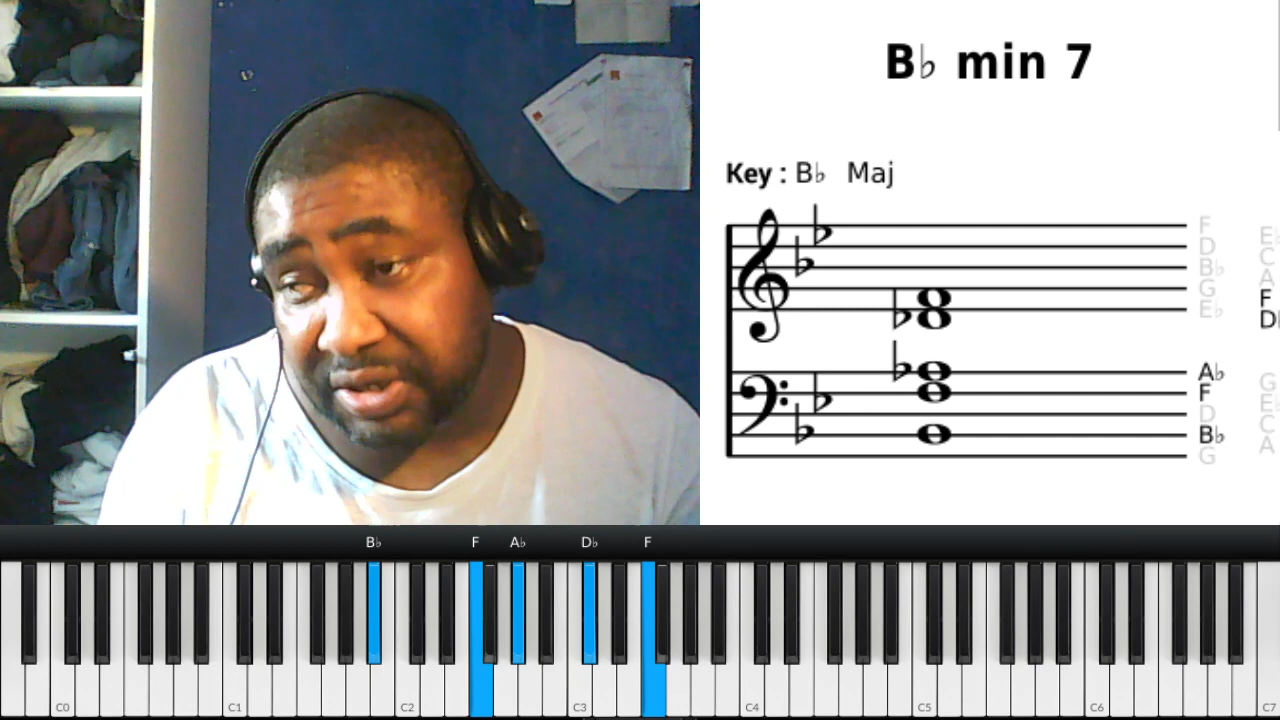 B♭ min 7
Key : B♭ Maj
F
D
B♭
G
E♭
E♭
C
A
F
D♭
A♭
F
D
B♭
G
G
E♭
C
A
B♭ F A♭ D♭ F
C0 C1 C2 C3 C4 C5 C6 C7